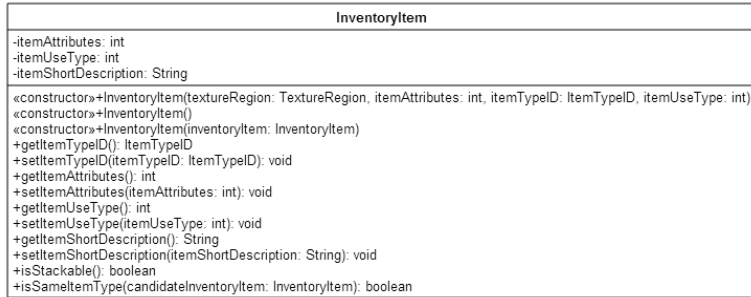 InventoryItem
-itemAttributes: int
-itemUseType: int
-itemShortDescription: String
«constructor»+InventoryItem(textureRegion: TextureRegion, itemAttributes: int, itemTypeID: ItemTypeID, itemUseType: int)
«constructor»+InventoryItem()
«constructor»+InventoryItem(inventoryItem: InventoryItem)
+getItemTypeID(): ItemTypeID
+setItemTypeID(itemTypeID: ItemTypeID): void
+getItemAttributes(): int
+setItemAttributes(itemAttributes: int): void
+getItemUseType(): int
+setItemUseType(itemUseType: int): void
+getItemShortDescription(): String
+setItemShortDescription(itemShortDescription: String): void
+isStackable(): boolean
+isSameItemType(candidateInventoryItem: InventoryItem): boolean